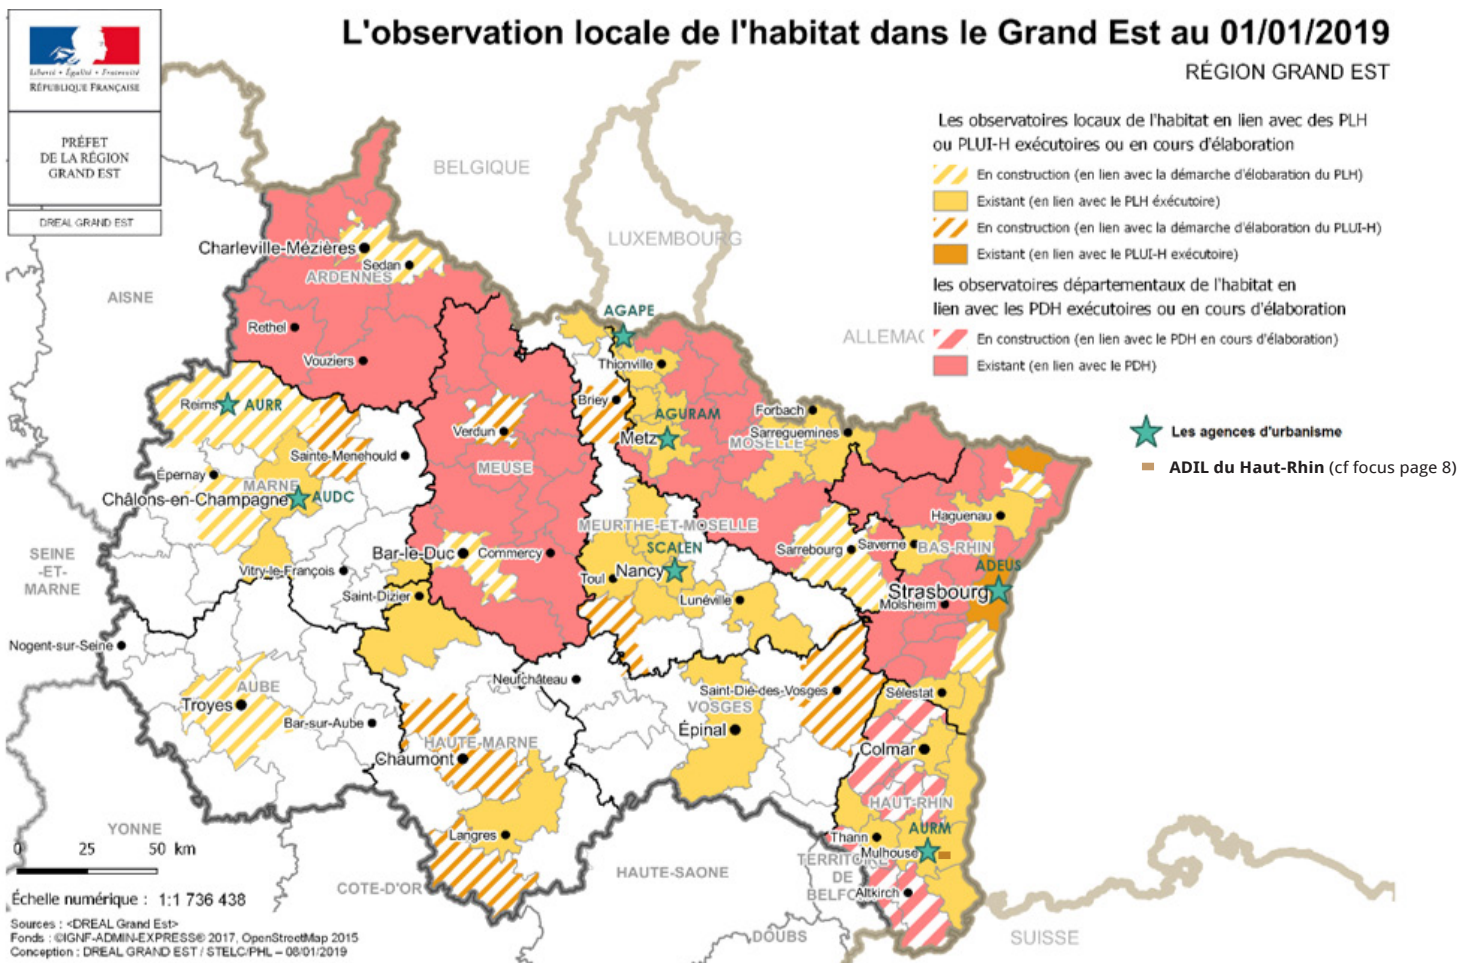 L'observation locale de l'habitat dans le Grand Est au 01/01/2019
RÉGION GRAND EST
Liberté • Égalité • Fraternité
RÉPUBLIQUE FRANÇAISE
PRÉFET
DE LA RÉGION
GRAND EST
DREAL GRAND EST
Les observatoires locaux de l'habitat en lien avec des PLH
ou PLUI-H exécutoires ou en cours d'élaboration
En construction (en lien avec la démarche d'élobaration du PLH)
Existant (en lien avec le PLH éxécutoire)
En construction (en lien avec la démarche d'élaboration du PLUI-H)
Existant (en lien avec le PLUI-H exécutoire)
les observatoires départementaux de l'habitat en
lien avec les PDH exécutoires ou en cours d'élaboration
En construction (en lien avec le PDH en cours d'élaboration)
Existant (en lien avec le PDH)
Les agences d'urbanisme
ADIL du Haut-Rhin (cf focus page 8)
BELGIQUE
LUXEMBOURG
ALLEMAG
AISNE
Charleville-Mézières
Sedan
ARDENNES
Rethel
Vouziers
AGAPE
Thionville
Briey
AGURAM
Metz
MOSELLE
Forbach
Sarreguemines
Reims
AURR
Verdun
MEUSE
Sainte-Menehould
Épernay
MARNE
Châlons-en-Champagne
AUDC
Haguenau
MEURTHE-ET-MOSELLE
SCALEN
Sarrebourg
Saverne
BAS-RHIN
SEINE
-ET-
MARNE
Bar-le-Duc
Commercy
Vitry-le-François
Toul
Nancy
ADEUS
Strasbourg
Molsheim
Saint-Dizier
Lunéville
Nogent-sur-Seine
Neufchâteau
AUBE
Troyes
Saint-Dié-des-Vosges
Sélestat
VOSGES
Bar-sur-Aube
Épinal
HAUTE-MARNE
Chaumont
Colmar
HAUT-RHIN
YONNE
Langres
AURM
Thann
Mulhouse
TERRITOIRE
DE
BELFO
Altkirch
HAUTE-SAONE
COTE-D'OR
DOUBS
SUISSE
0 25 50 km
Échelle numérique : 1:1 736 438
Sources : <DREAL Grand Est>
Fonds : ©IGNF-ADMIN-EXPRESS® 2017, OpenStreetMap 2015
Conception : DREAL GRAND EST / STELC/PHL – 08/01/2019